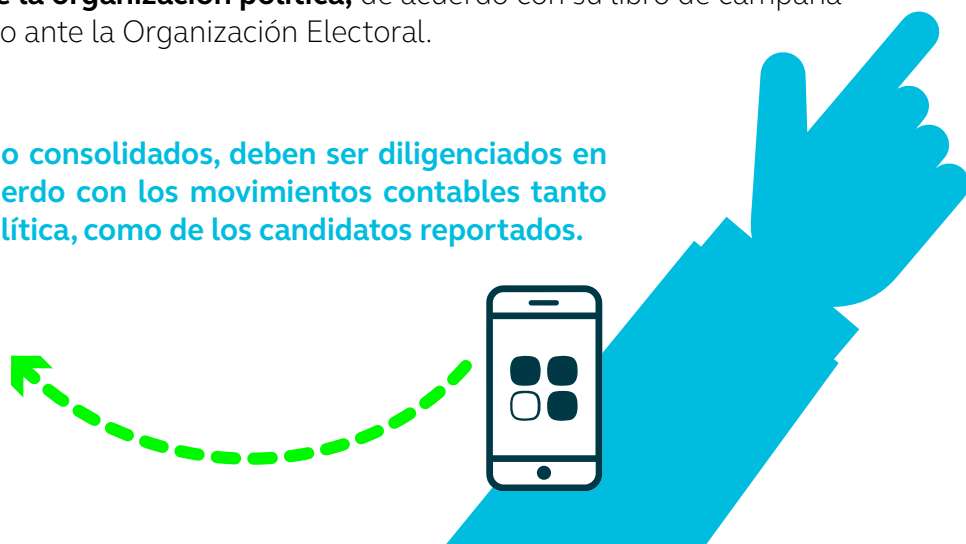 e la organización política, de acuerdo con su libro de campaña
o ante la Organización Electoral.
o consolidados, deben ser diligenciados en
erdo con los movimientos contables tanto
lítica, como de los candidatos reportados.